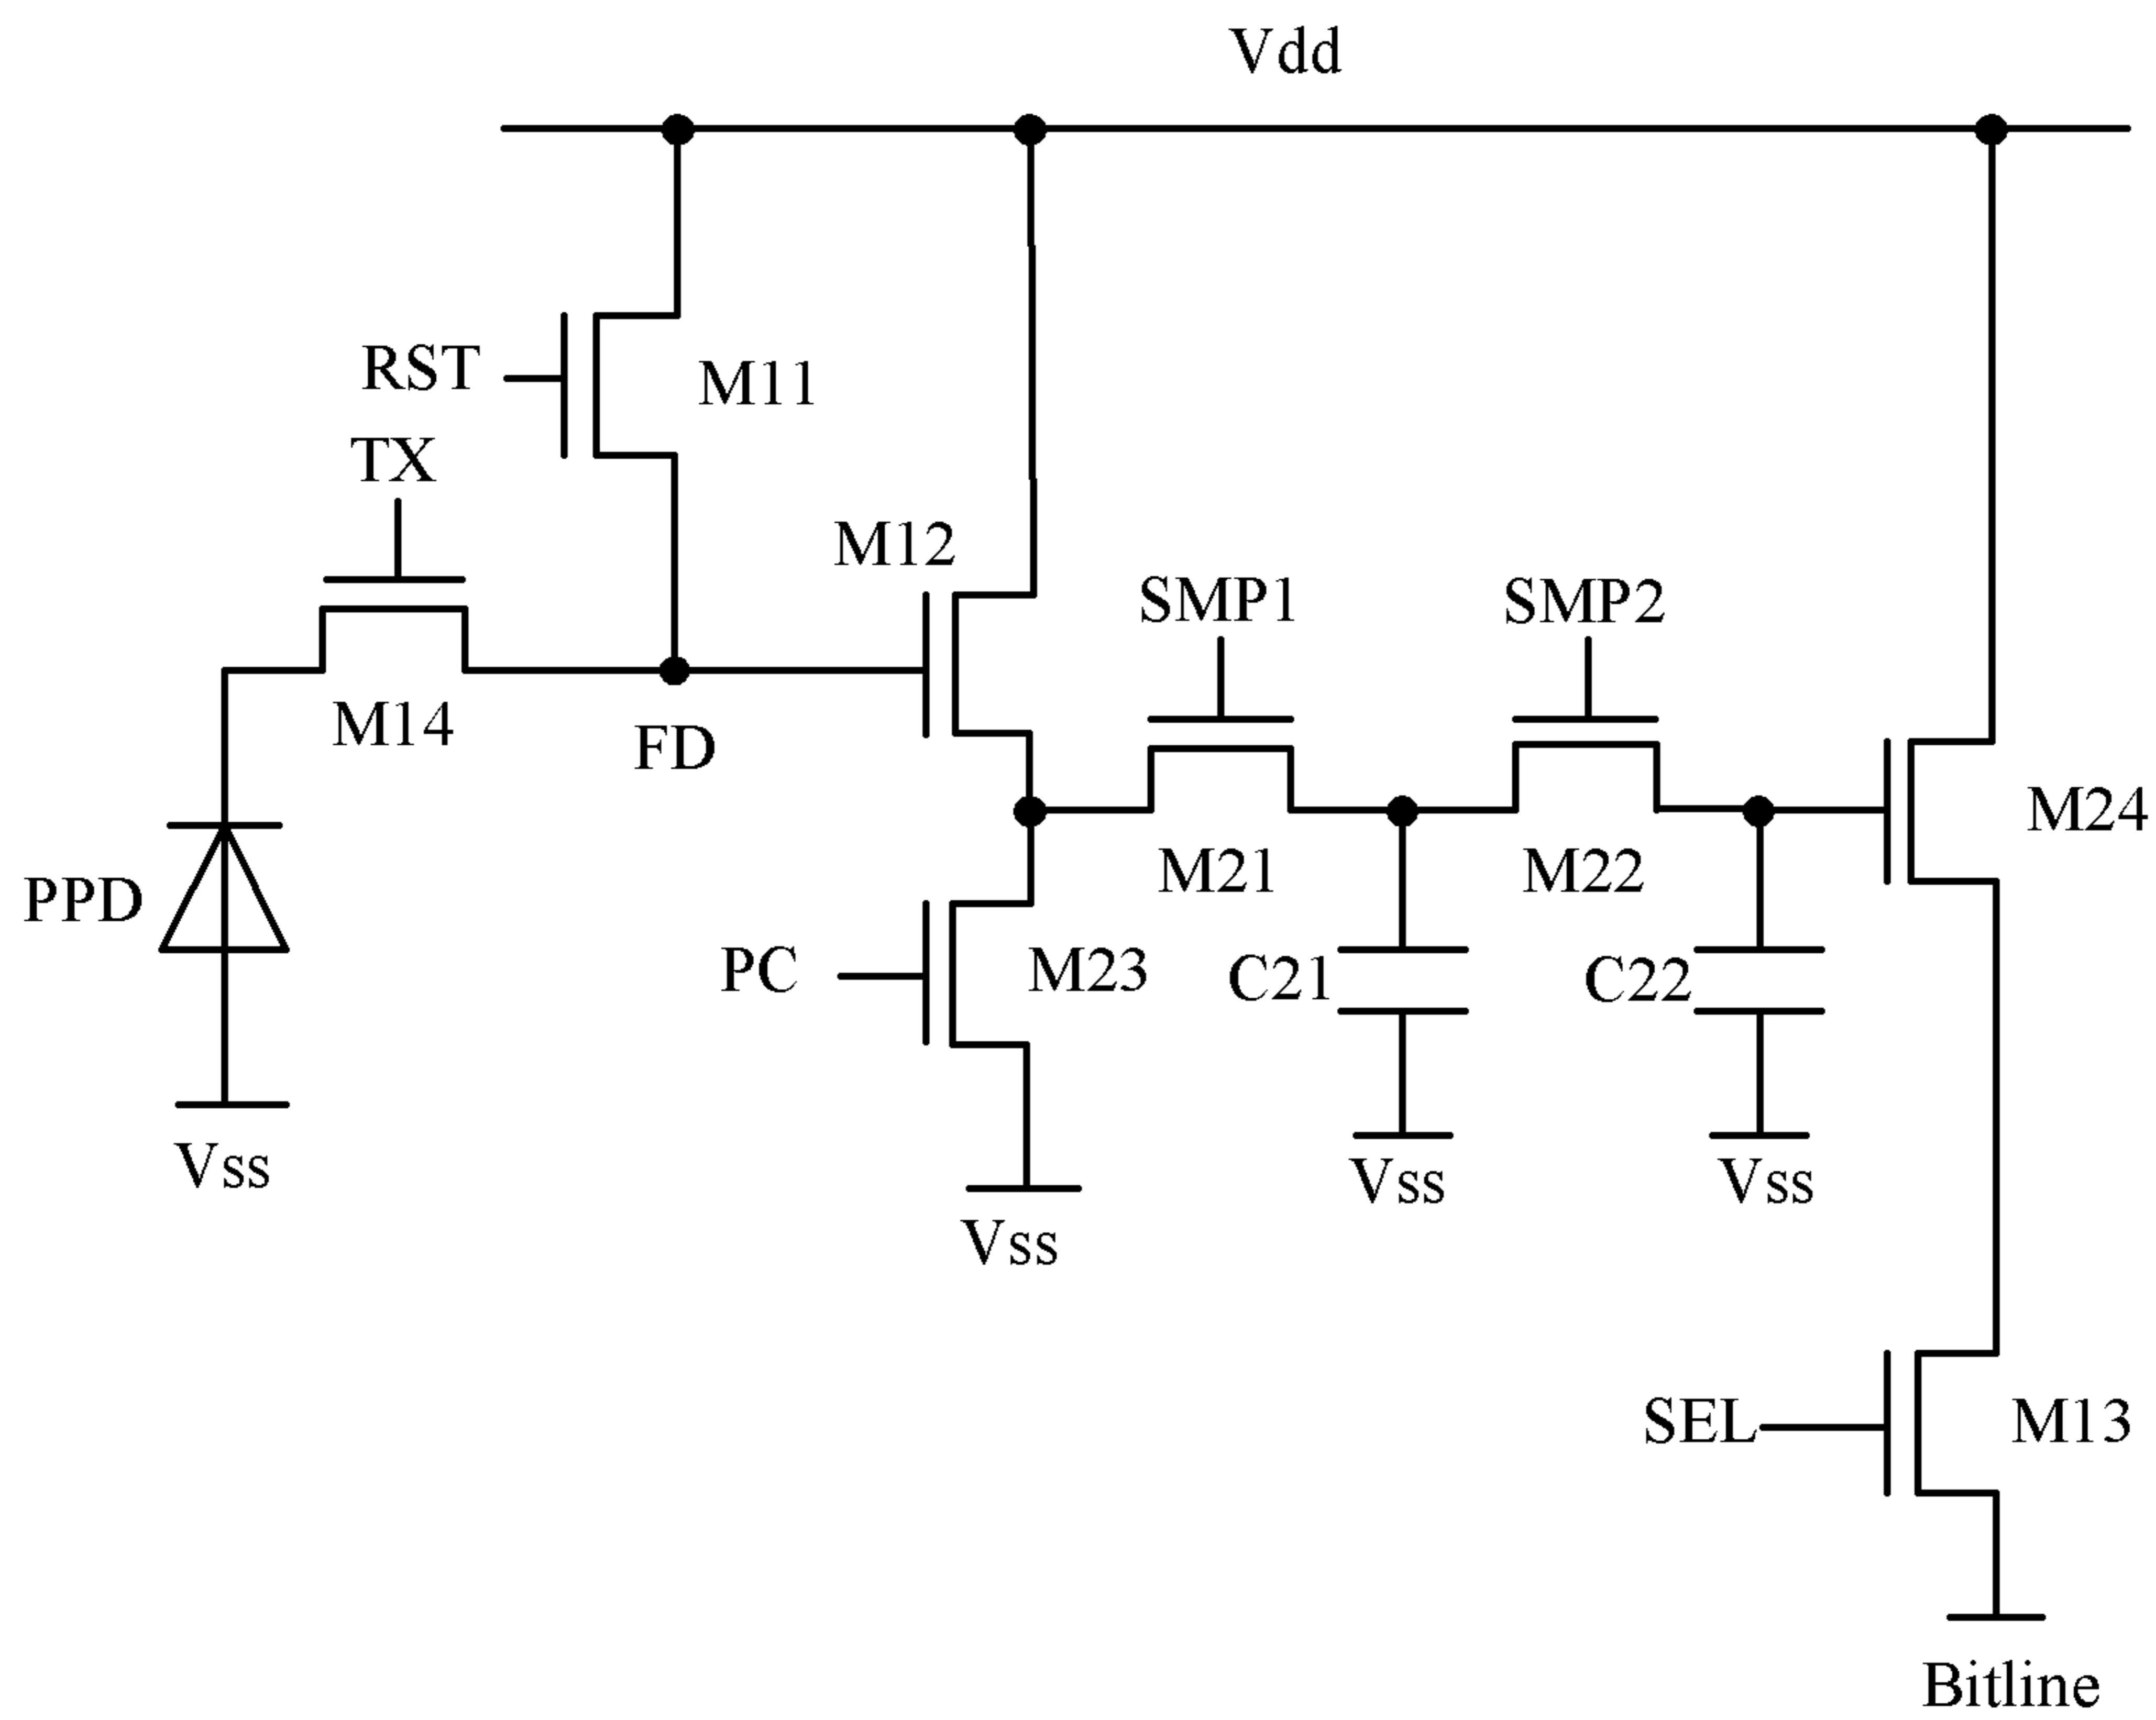 Vdd
RST
M11
TX
M12
SMP1
SMP2
M14
FD
M24
M21
M22
PPD
PC
M23
C21
C22
Vss
Vss
Vss
Vss
SEL
M13
Bitline